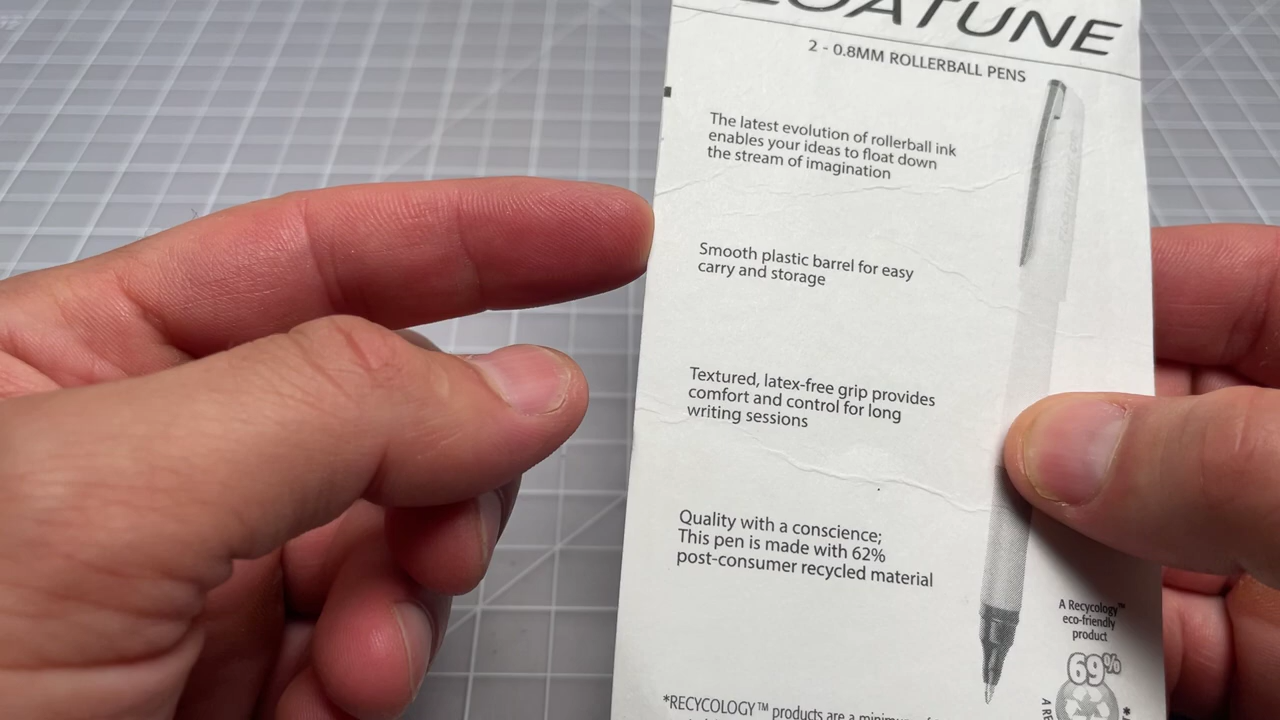 LOATUNE
2 - 0.8MM ROLLERBALL PENS
The latest evolution of rollerball ink
enables your ideas to float down
the stream of imagination
Smooth plastic barrel for easy
carry and storage
Textured, latex-free grip provides
comfort and control for long
writing sessions
Quality with a conscience;
This pen is made with 62%
post-consumer recycled material
A Recycology™
eco-friendly
product
69%
*
*RECYCOLOGY™ products are a minimum of